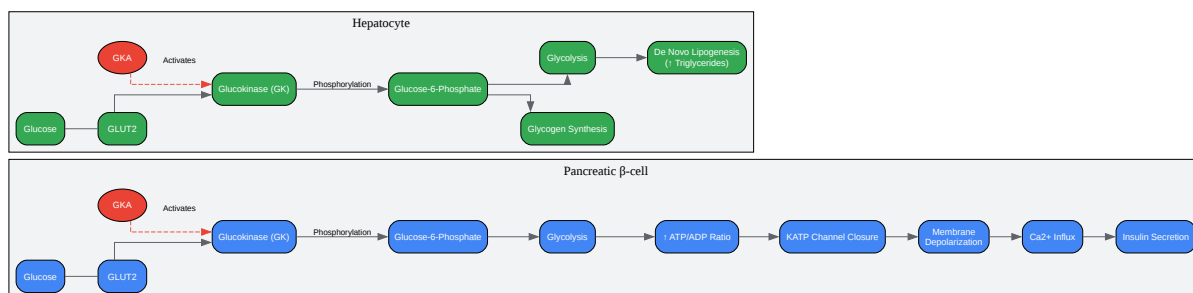 Hepatocyte
GKA
Activates
Glucokinase (GK)
Phosphorylation
Glucose-6-Phosphate
Glycolysis
De Novo Lipogenesis
(↑ Triglycerides)
Glucose
GLUT2
Glycogen Synthesis
Pancreatic β-cell
GKA
Activates
Glucokinase (GK)
Phosphorylation
Glucose-6-Phosphate
Glycolysis
↑ ATP/ADP Ratio
KATP Channel Closure
Membrane
Depolarization
Ca2+ Influx
Insulin Secretion
Glucose
GLUT2